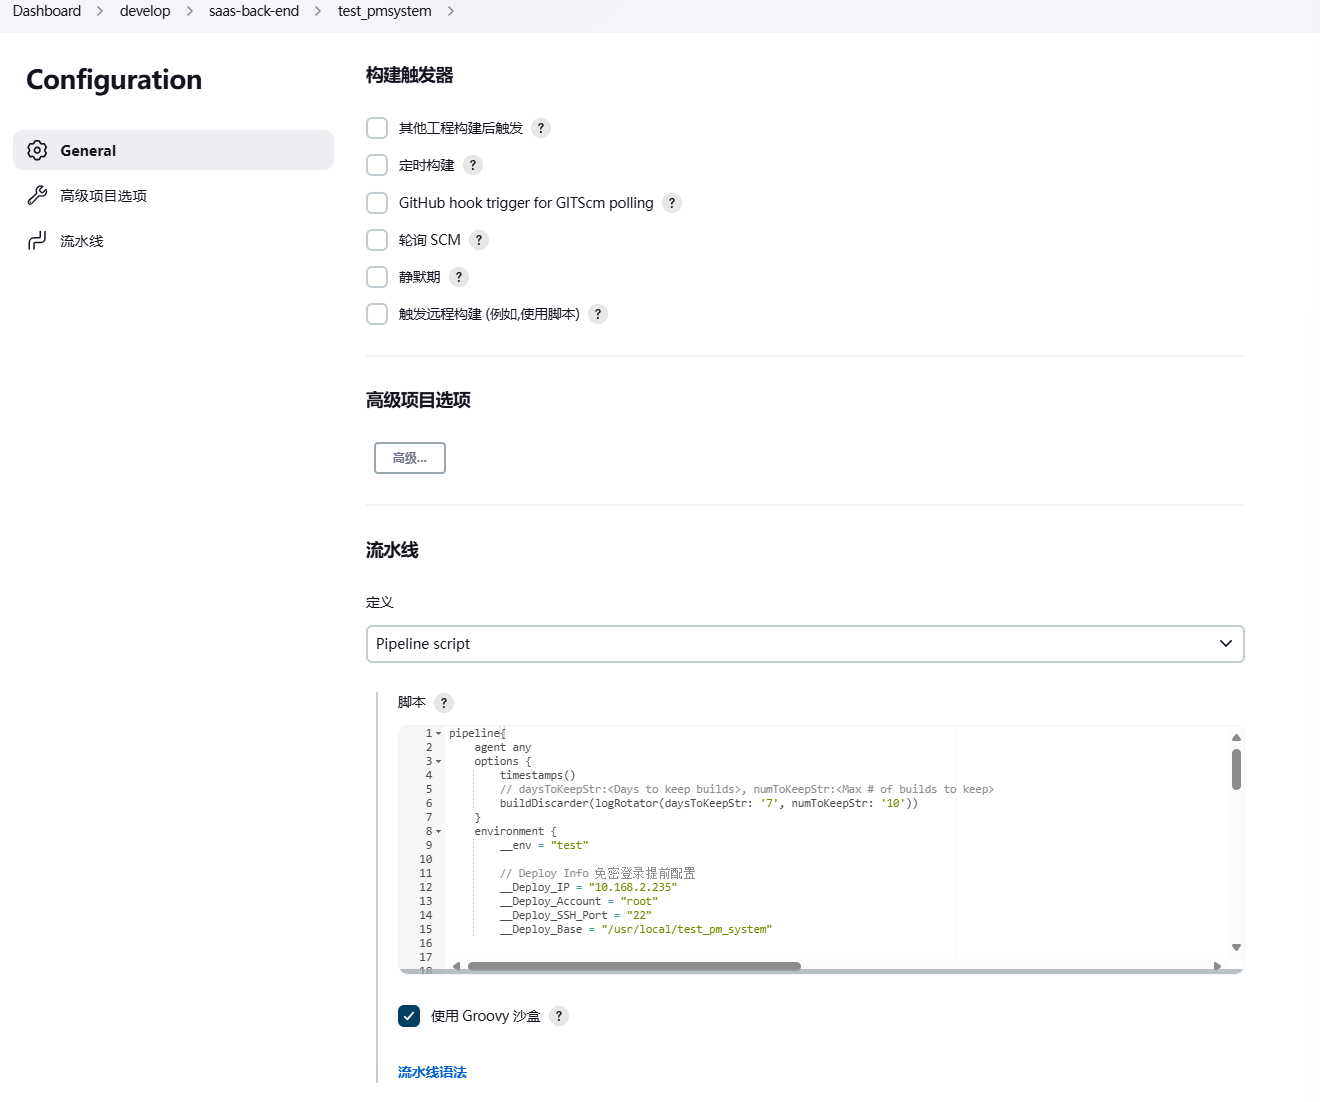 Dashboard > develop > saas-back-end > test_pmsystem >
Configuration
General
高级项目选项
流水线
构建触发器
其他工程构建后触发 ?
定时构建 ?
GitHub hook trigger for GITScm polling ?
轮询 SCM ?
静默期 ?
触发远程构建 (例如,使用脚本) ?
高级项目选项
高级...
流水线
定义
Pipeline script
脚本 ?
1 pipeline{
2 agent any
3 options {
4 timestamps()
5 // daysToKeepStr:<Days to keep builds>, numToKeepStr:<Max # of builds to keep>
6 buildDiscarder(logRotator(daysToKeepStr: '7', numToKeepStr: '10'))
7 }
8 environment {
9 __env = "test"
10
11 // Deploy Info 免密登录提前配置
12 __Deploy_IP = "10.168.2.235"
13 __Deploy_Account = "root"
14 __Deploy_SSH_Port = "22"
15 __Deploy_Base = "/usr/local/test_pm_system"
16
17
18
使用 Groovy 沙盒 ?
流水线语法